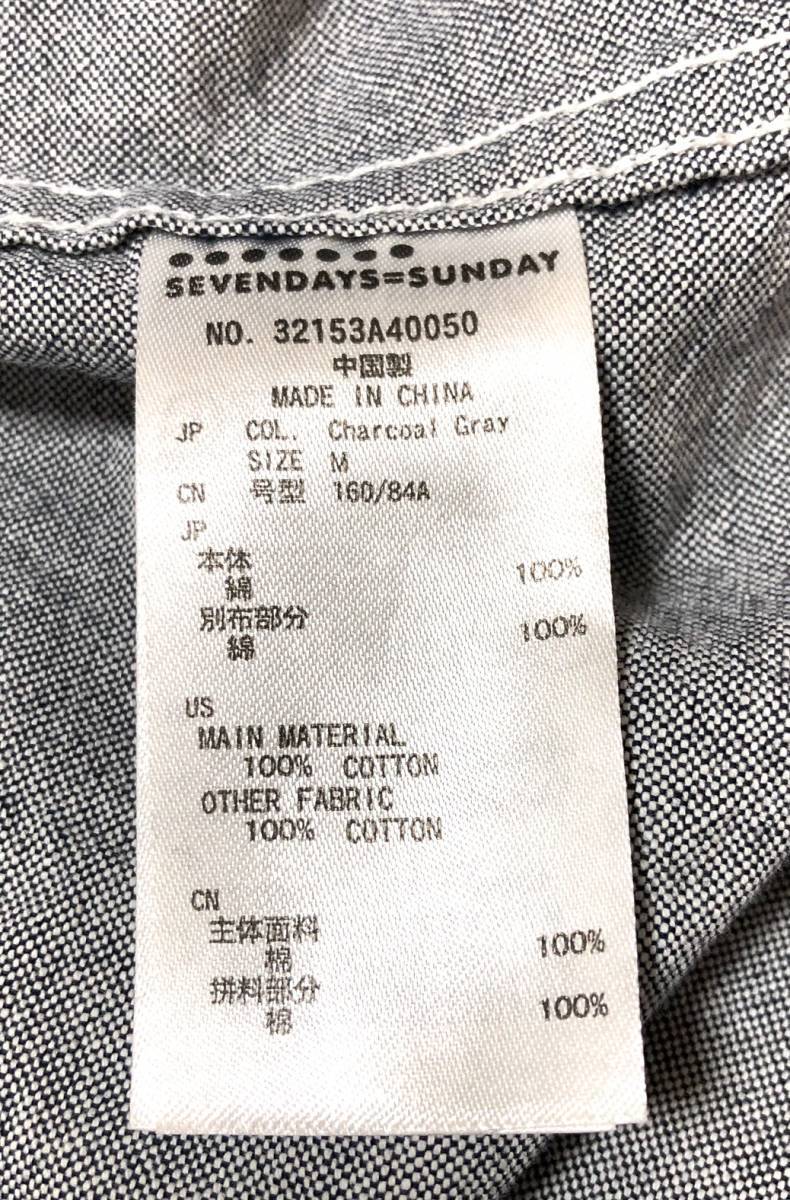 SEVENDAYS=SUNDAY
NO. 32153A40050
中国製
MADE IN CHINA
JP COL. Charcoal Gray
SIZE M
CN 号型 160/84A
JP
本体
綿 100%
別布部分
綿 100%
US
MAIN MATERIAL
100% COTTON
OTHER FABRIC
100% COTTON
CN
主体面料
棉 100%
拼料部分
棉 100%